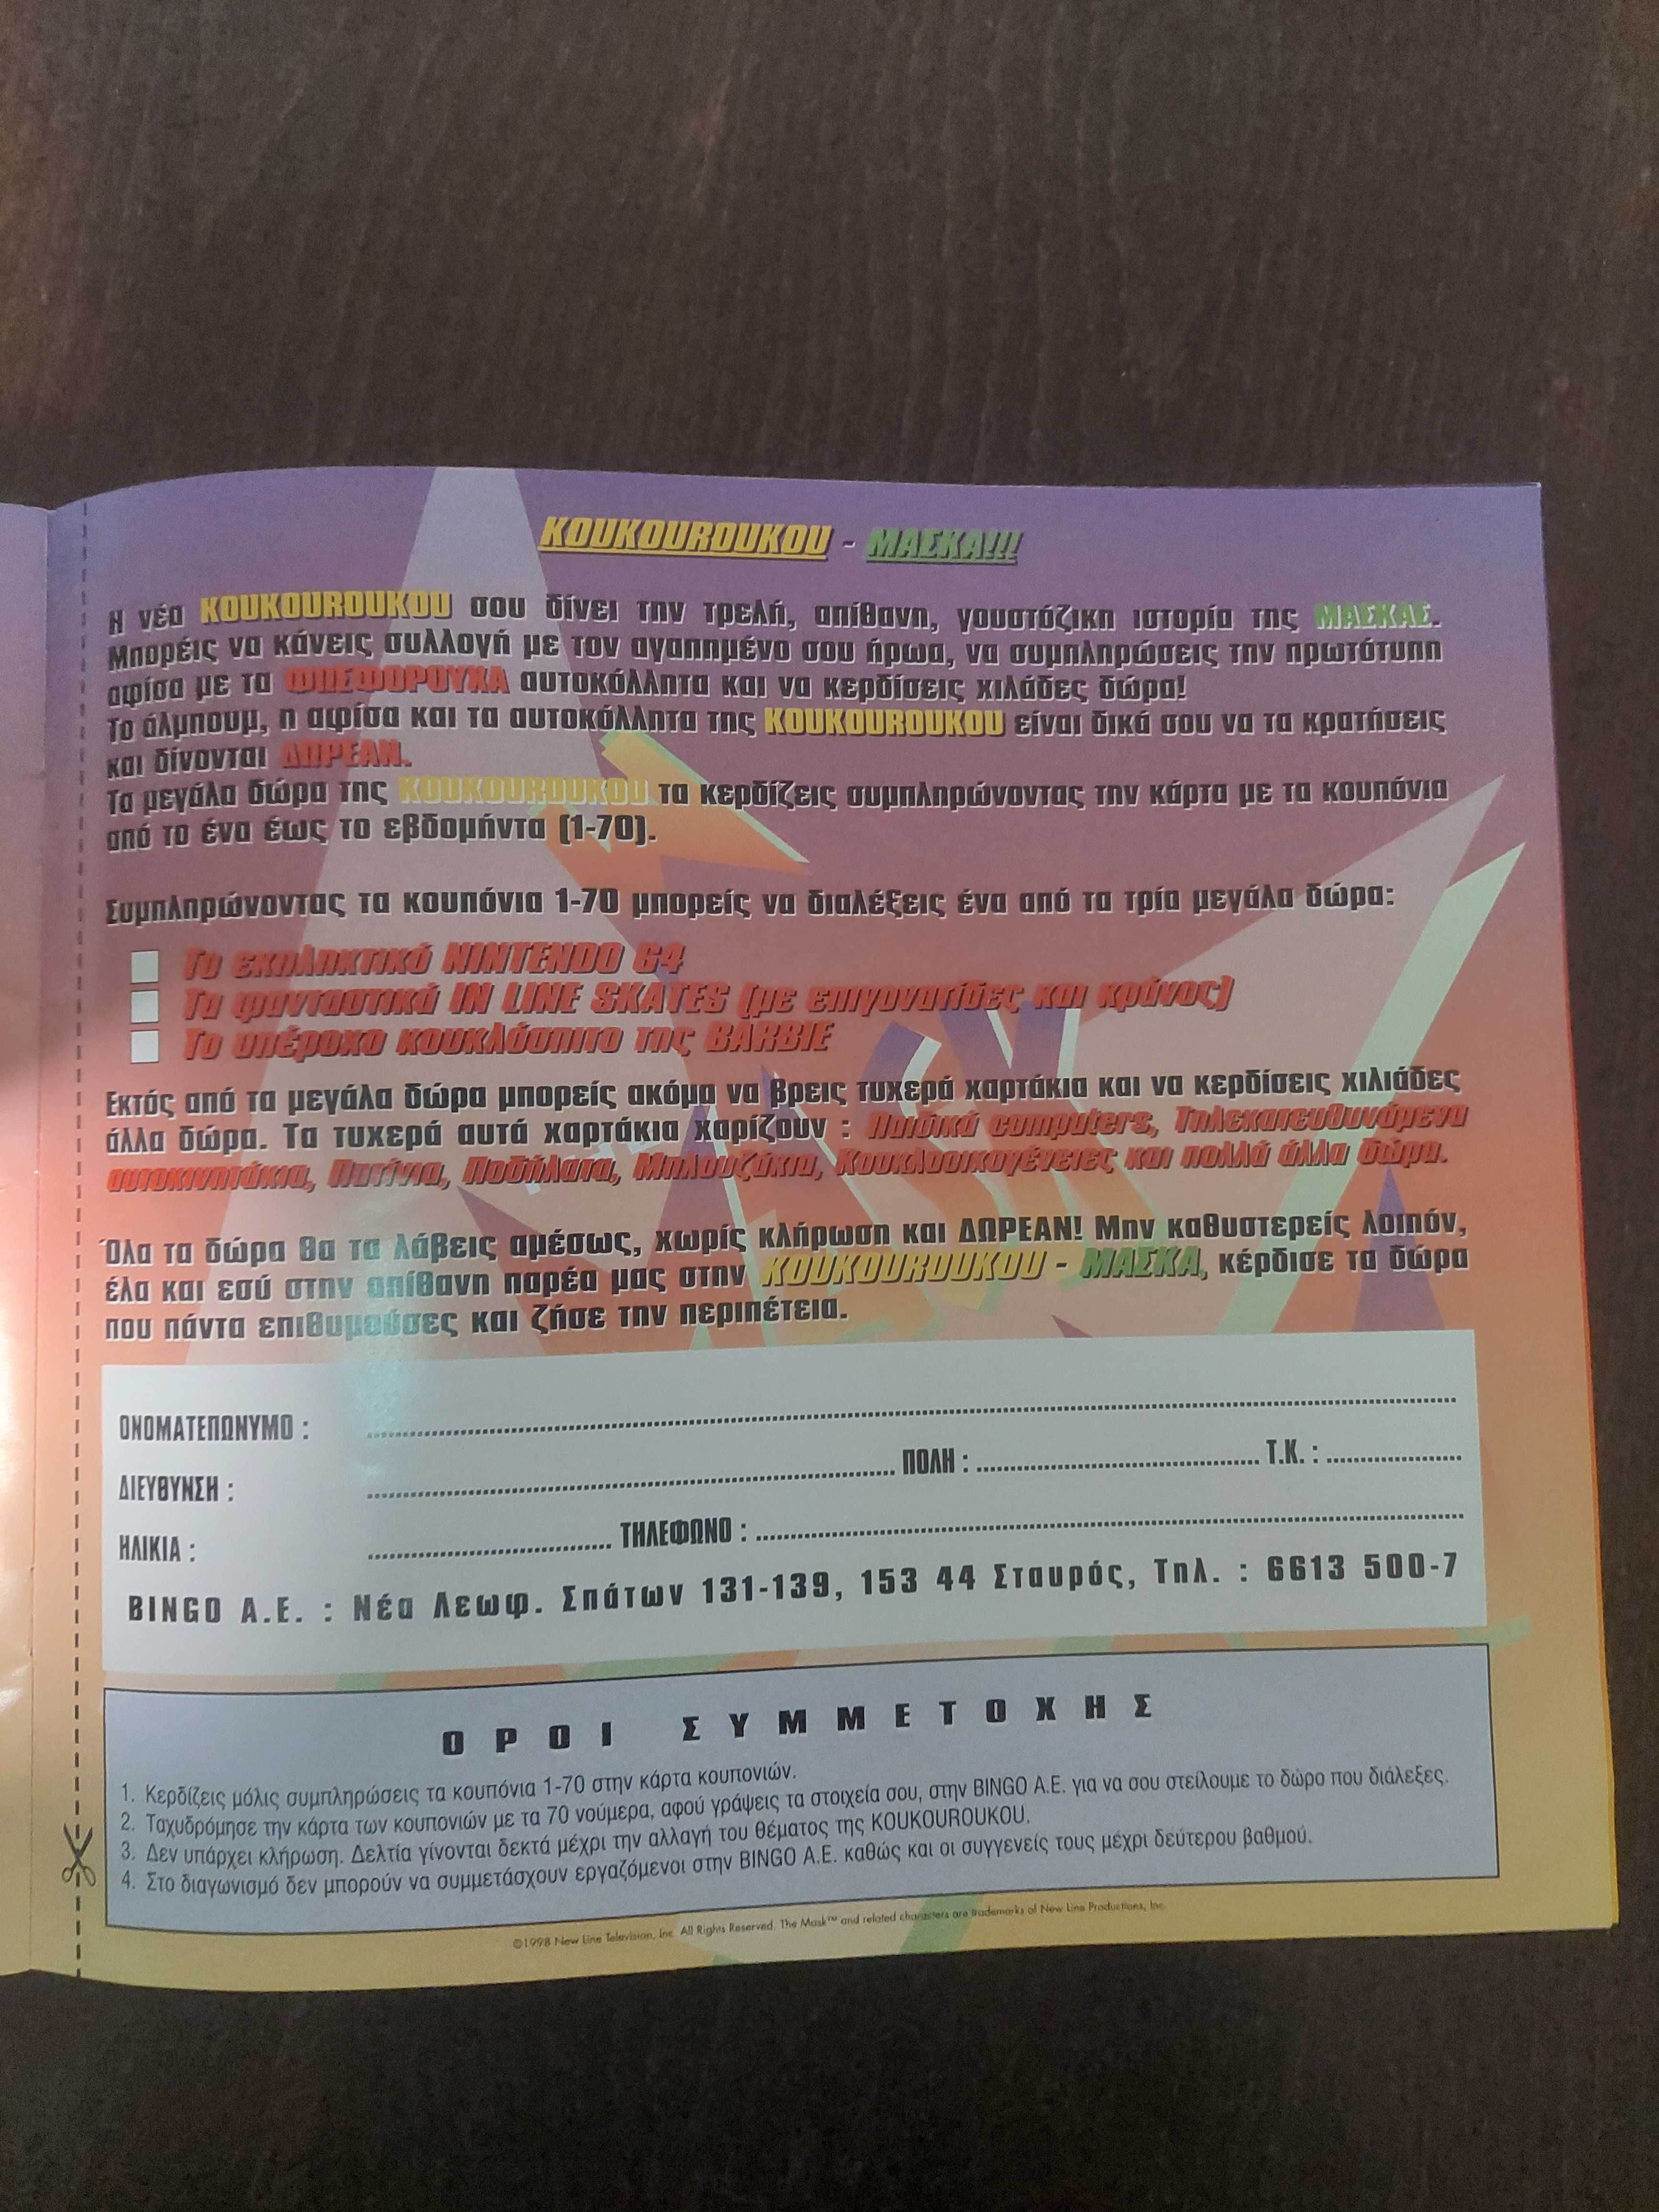 KOUKOUROUKOU - ΜΑΣΚΑ!!!
Η νέα KOUKOUROUKOU σου δίνει την τρελή, απίθανη, γουστόζικη ιστορία της ΜΑΣΚΑΣ.
Μπορείς να κάνεις συλλογή με τον αγαπημένο σου ήρωα, να συμπληρώσεις την πρωτότυπη
αφίσα με τα ΦΩΣΦΟΡΟΥΧΑ αυτοκόλλητα και να κερδίσεις χιλάδες δώρα!
Το άλμπουμ, η αφίσα και τα αυτοκόλλητα της KOUKOUROUKOU είναι δικά σου να τα κρατήσεις
και δίνονται ΔΩΡΕΑΝ.
Τα μεγάλα δώρα της KOUKOUROUKOU τα κερδίζεις συμπληρώνοντας την κάρτα με τα κουπόνια
από το ένα έως το εβδομήντα (1-70).
Συμπληρώνοντας τα κουπόνια 1-70 μπορείς να διαλέξεις ένα από τα τρία μεγάλα δώρα:
Το εκπληκτικό NINTENDO 64
Τα φανταστικά IN LINE SKATES (με επιγονατίδες και κράνος)
Το υπέροχο κουκλόσπιτο της BARBIE
Εκτός από τα μεγάλα δώρα μπορείς ακόμα να βρεις τυχερά χαρτάκια και να κερδίσεις χιλιάδες
άλλα δώρα. Τα τυχερά αυτά χαρτάκια χαρίζουν : Παιδικά computers, Τηλεκατευθυνόμενα
αυτοκινητάκια, Πατίνια, Ποδήλατα, Μπλουζάκια, Κουκλοοικογένειες και πολλά άλλα δώρα.
Όλα τα δώρα θα τα λάβεις αμέσως, χωρίς κλήρωση και ΔΩΡΕΑΝ! Μην καθυστερείς λοιπόν,
έλα και εσύ στην απίθανη παρέα μας στην KOUKOUROUKOU - ΜΑΣΚΑ, κέρδισε τα δώρα
που πάντα επιθυμούσες και ζήσε την περιπέτεια.
ΟΝΟΜΑΤΕΠΩΝΥΜΟ :
ΔΙΕΥΘΥΝΣΗ : ΠΟΛΗ : Τ.Κ. :
ΗΛΙΚΙΑ : ΤΗΛΕΦΩΝΟ :
BINGO A.E. : Νέα Λεωφ. Σπάτων 131-139, 153 44 Σταυρός, Τηλ. : 6613 500-7
ΟΡΟΙ ΣΥΜΜΕΤΟΧΗΣ
1. Κερδίζεις μόλις συμπληρώσεις τα κουπόνια 1-70 στην κάρτα κουπονιών.
2. Ταχυδρόμησε την κάρτα των κουπονιών με τα 70 νούμερα, αφού γράψεις τα στοιχεία σου, στην BINGO A.E. για να σου στείλουμε το δώρο που διάλεξες.
3. Δεν υπάρχει κλήρωση. Δελτία γίνονται δεκτά μέχρι την αλλαγή του θέματος της KOUKOUROUKOU.
4. Στο διαγωνισμό δεν μπορούν να συμμετάσχουν εργαζόμενοι στην BINGO A.E. καθώς και οι συγγενείς τους μέχρι δεύτερου βαθμού.
©1998 New Line Television, Inc. All Rights Reserved. The Mask™ and related characters are trademarks of New Line Productions, Inc.